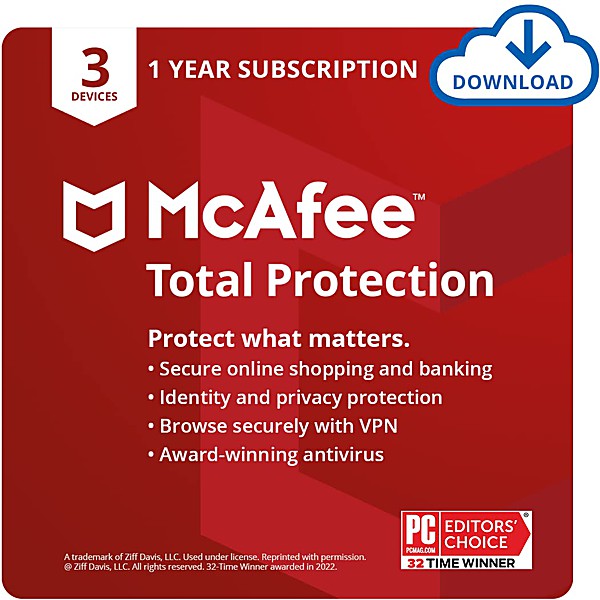 3
DEVICES
1 YEAR SUBSCRIPTION
DOWNLOAD
McAfee™
Total Protection
Protect what matters.
• Secure online shopping and banking
• Identity and privacy protection
• Browse securely with VPN
• Award-winning antivirus
PC
PCMAG.COM
EDITORS'
CHOICE
®
32 TIME WINNER
A trademark of Ziff Davis, LLC. Used under license. Reprinted with permission.
@ Ziff Davis, LLC. All rights reserved. 32-Time Winner awarded in 2022.